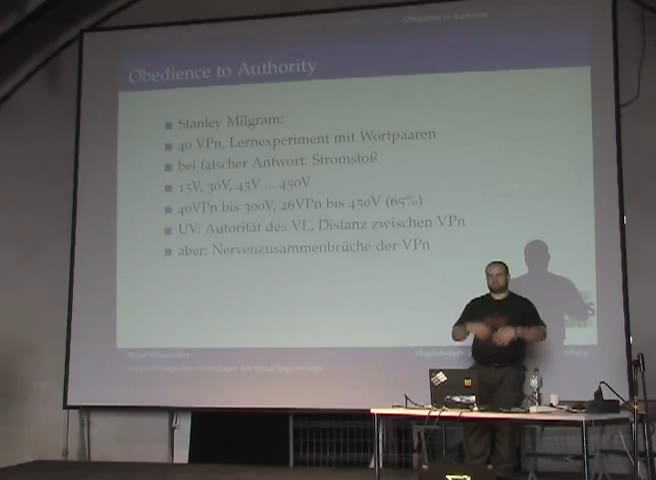 Obedience to Authority
Obedience to Authority
Stanley Milgram:
40 VPn, Lernexperiment mit Wortpaaren
bei falscher Antwort: Stromstoß
15V, 30V, 45V ... 450V
40VPn bis 300V, 26VPn bis 450V (65%)
UV: Autorität des VL, Distanz zwischen VPn
aber: Nervenzusammenbrüche der VPn
Magdeburger